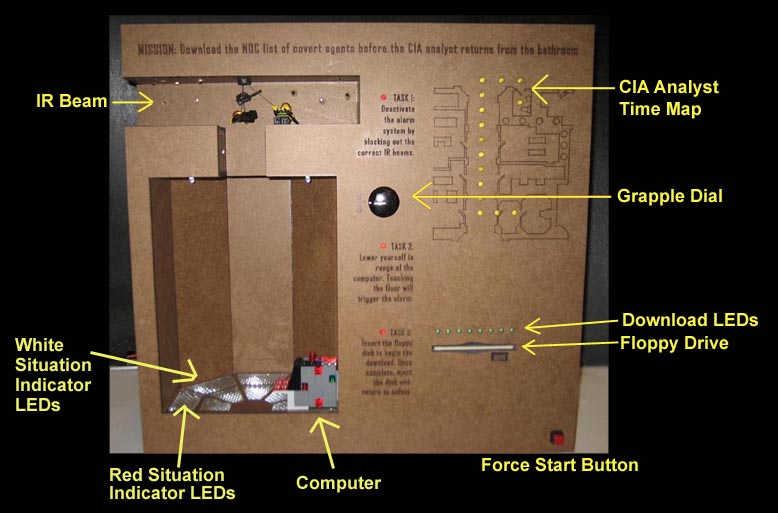 MISSION: Download the NOC list of covert agents before the CIA analyst returns from the bathroom
IR Beam
TASK 1:
Deactivate
the alarm
system by
blocking out the
correct IR beams.
CIA Analyst
Time Map
Grapple Dial
TASK 2:
Lower yourself in
range of the
computer. Touching
the floor will
trigger the alarm.
Download LEDs
Floppy Drive
TASK 3:
Insert the floppy
disk to begin the
download. Once
complete, eject
the disk and
return to safety.
White
Situation
Indicator
LEDs
Red Situation
Indicator LEDs
Computer
Force Start Button